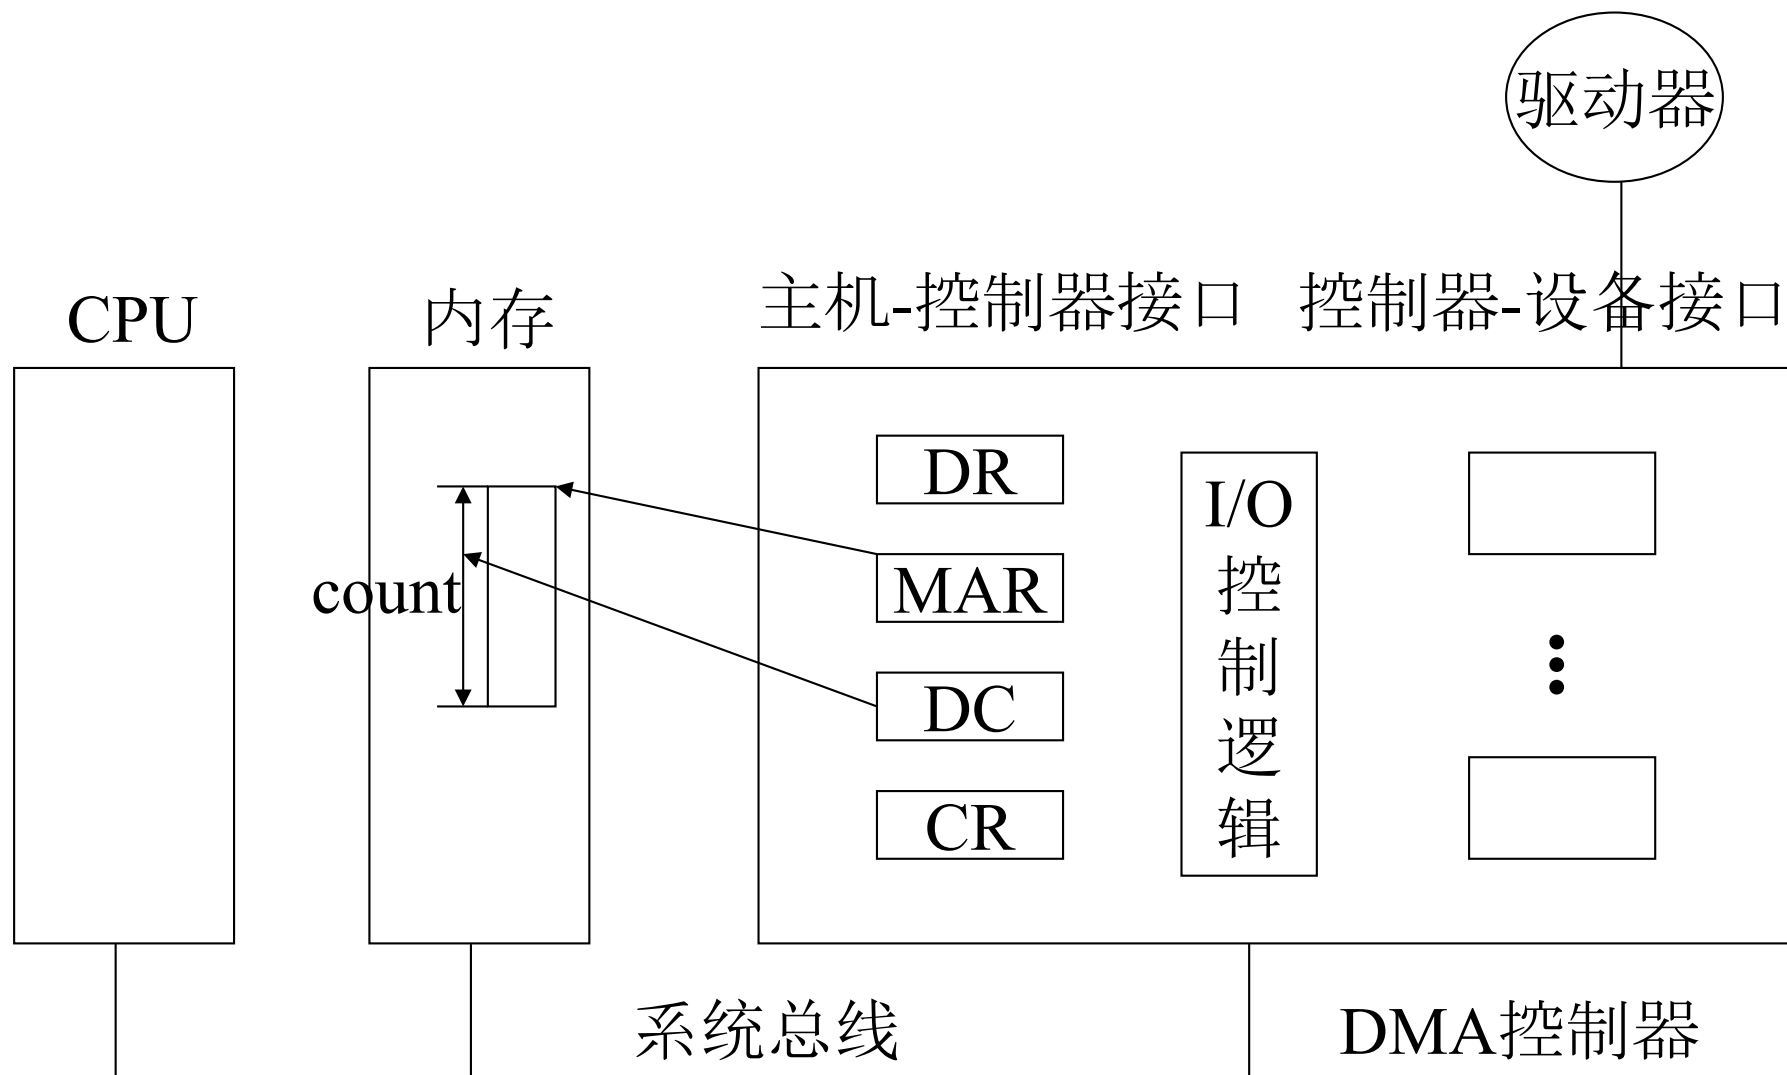 驱动器
CPU
内存
主机-控制器接口
控制器-设备接口
DR
MAR
DC
CR
count
I/O
控
制
逻
辑
系统总线
DMA控制器